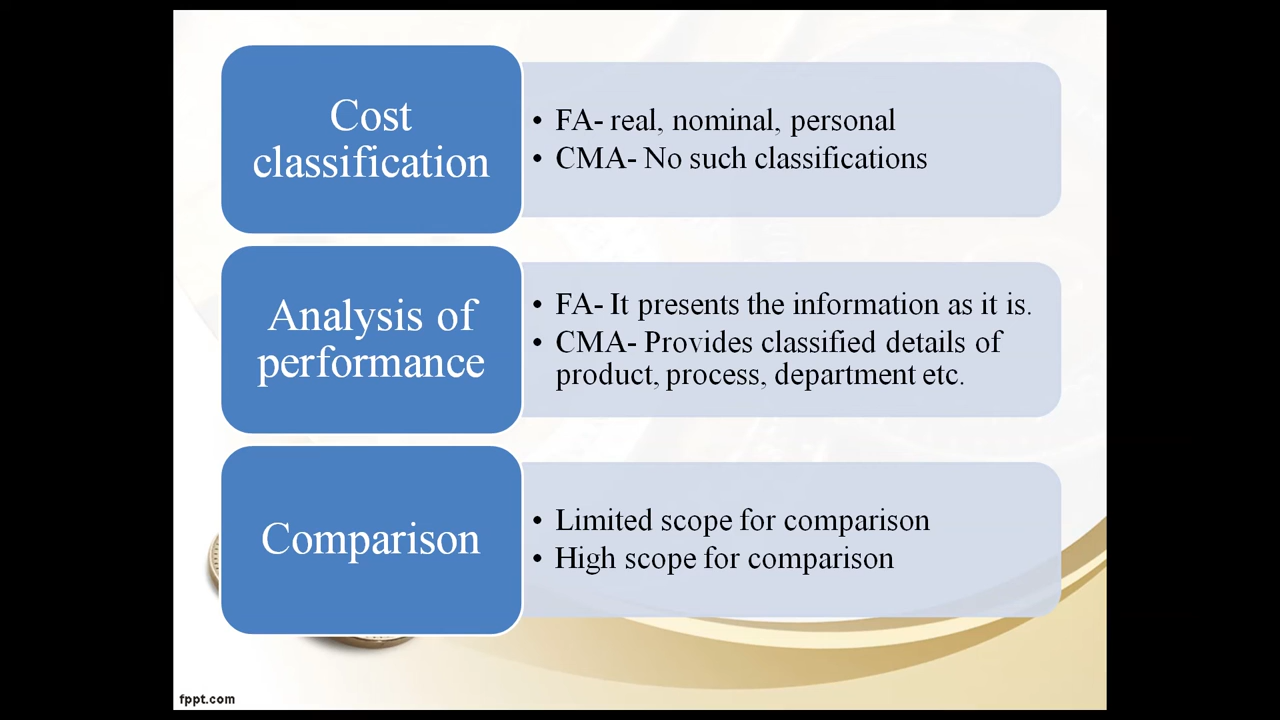 Cost
classification
• FA- real, nominal, personal
• CMA- No such classifications
Analysis of
performance
• FA- It presents the information as it is.
• CMA- Provides classified details of
product, process, department etc.
Comparison
• Limited scope for comparison
• High scope for comparison
fppt.com